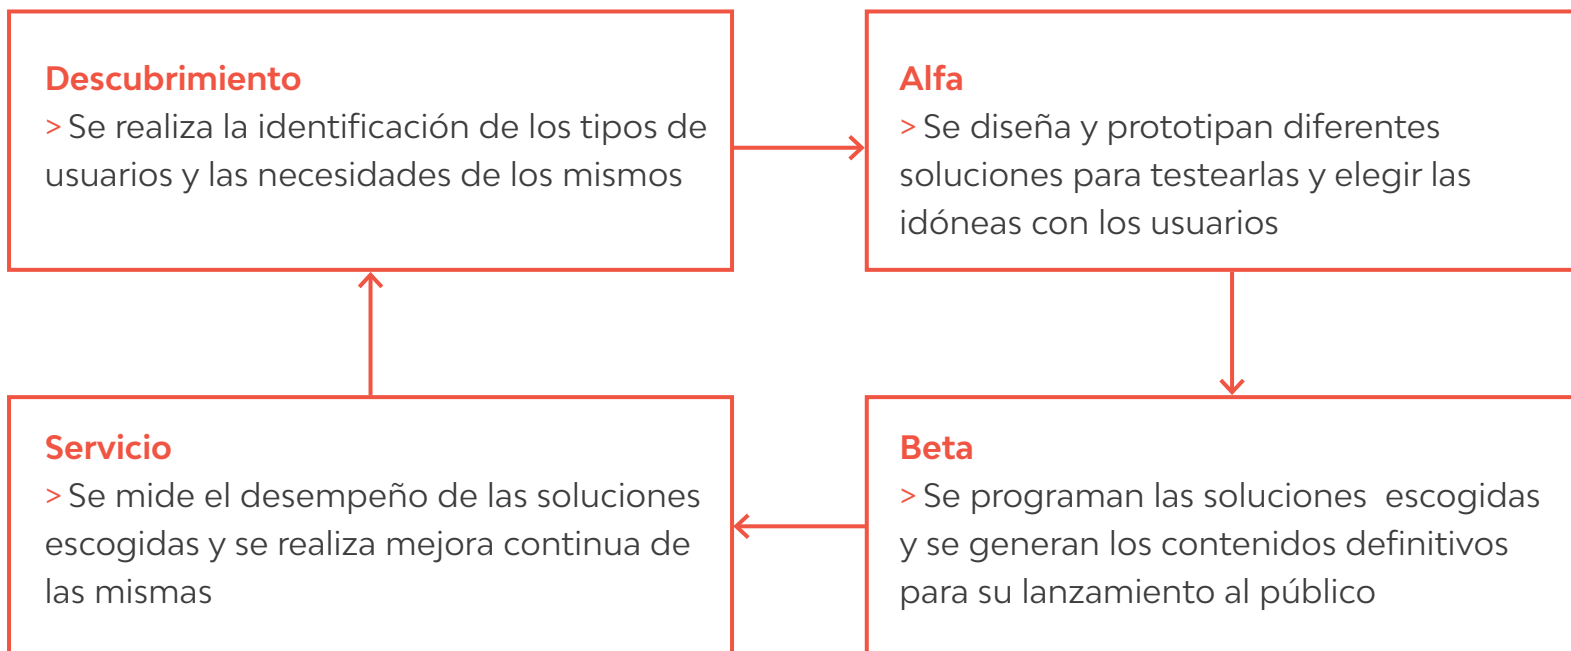 Descubrimiento
> Se realiza la identificación de los tipos de
usuarios y las necesidades de los mismos
Alfa
> Se diseña y prototipan diferentes
soluciones para testearlas y elegir las
idóneas con los usuarios
Servicio
> Se mide el desempeño de las soluciones
escogidas y se realiza mejora continua de
las mismas
Beta
> Se programan las soluciones  escogidas
y se generan los contenidos definitivos
para su lanzamiento al público